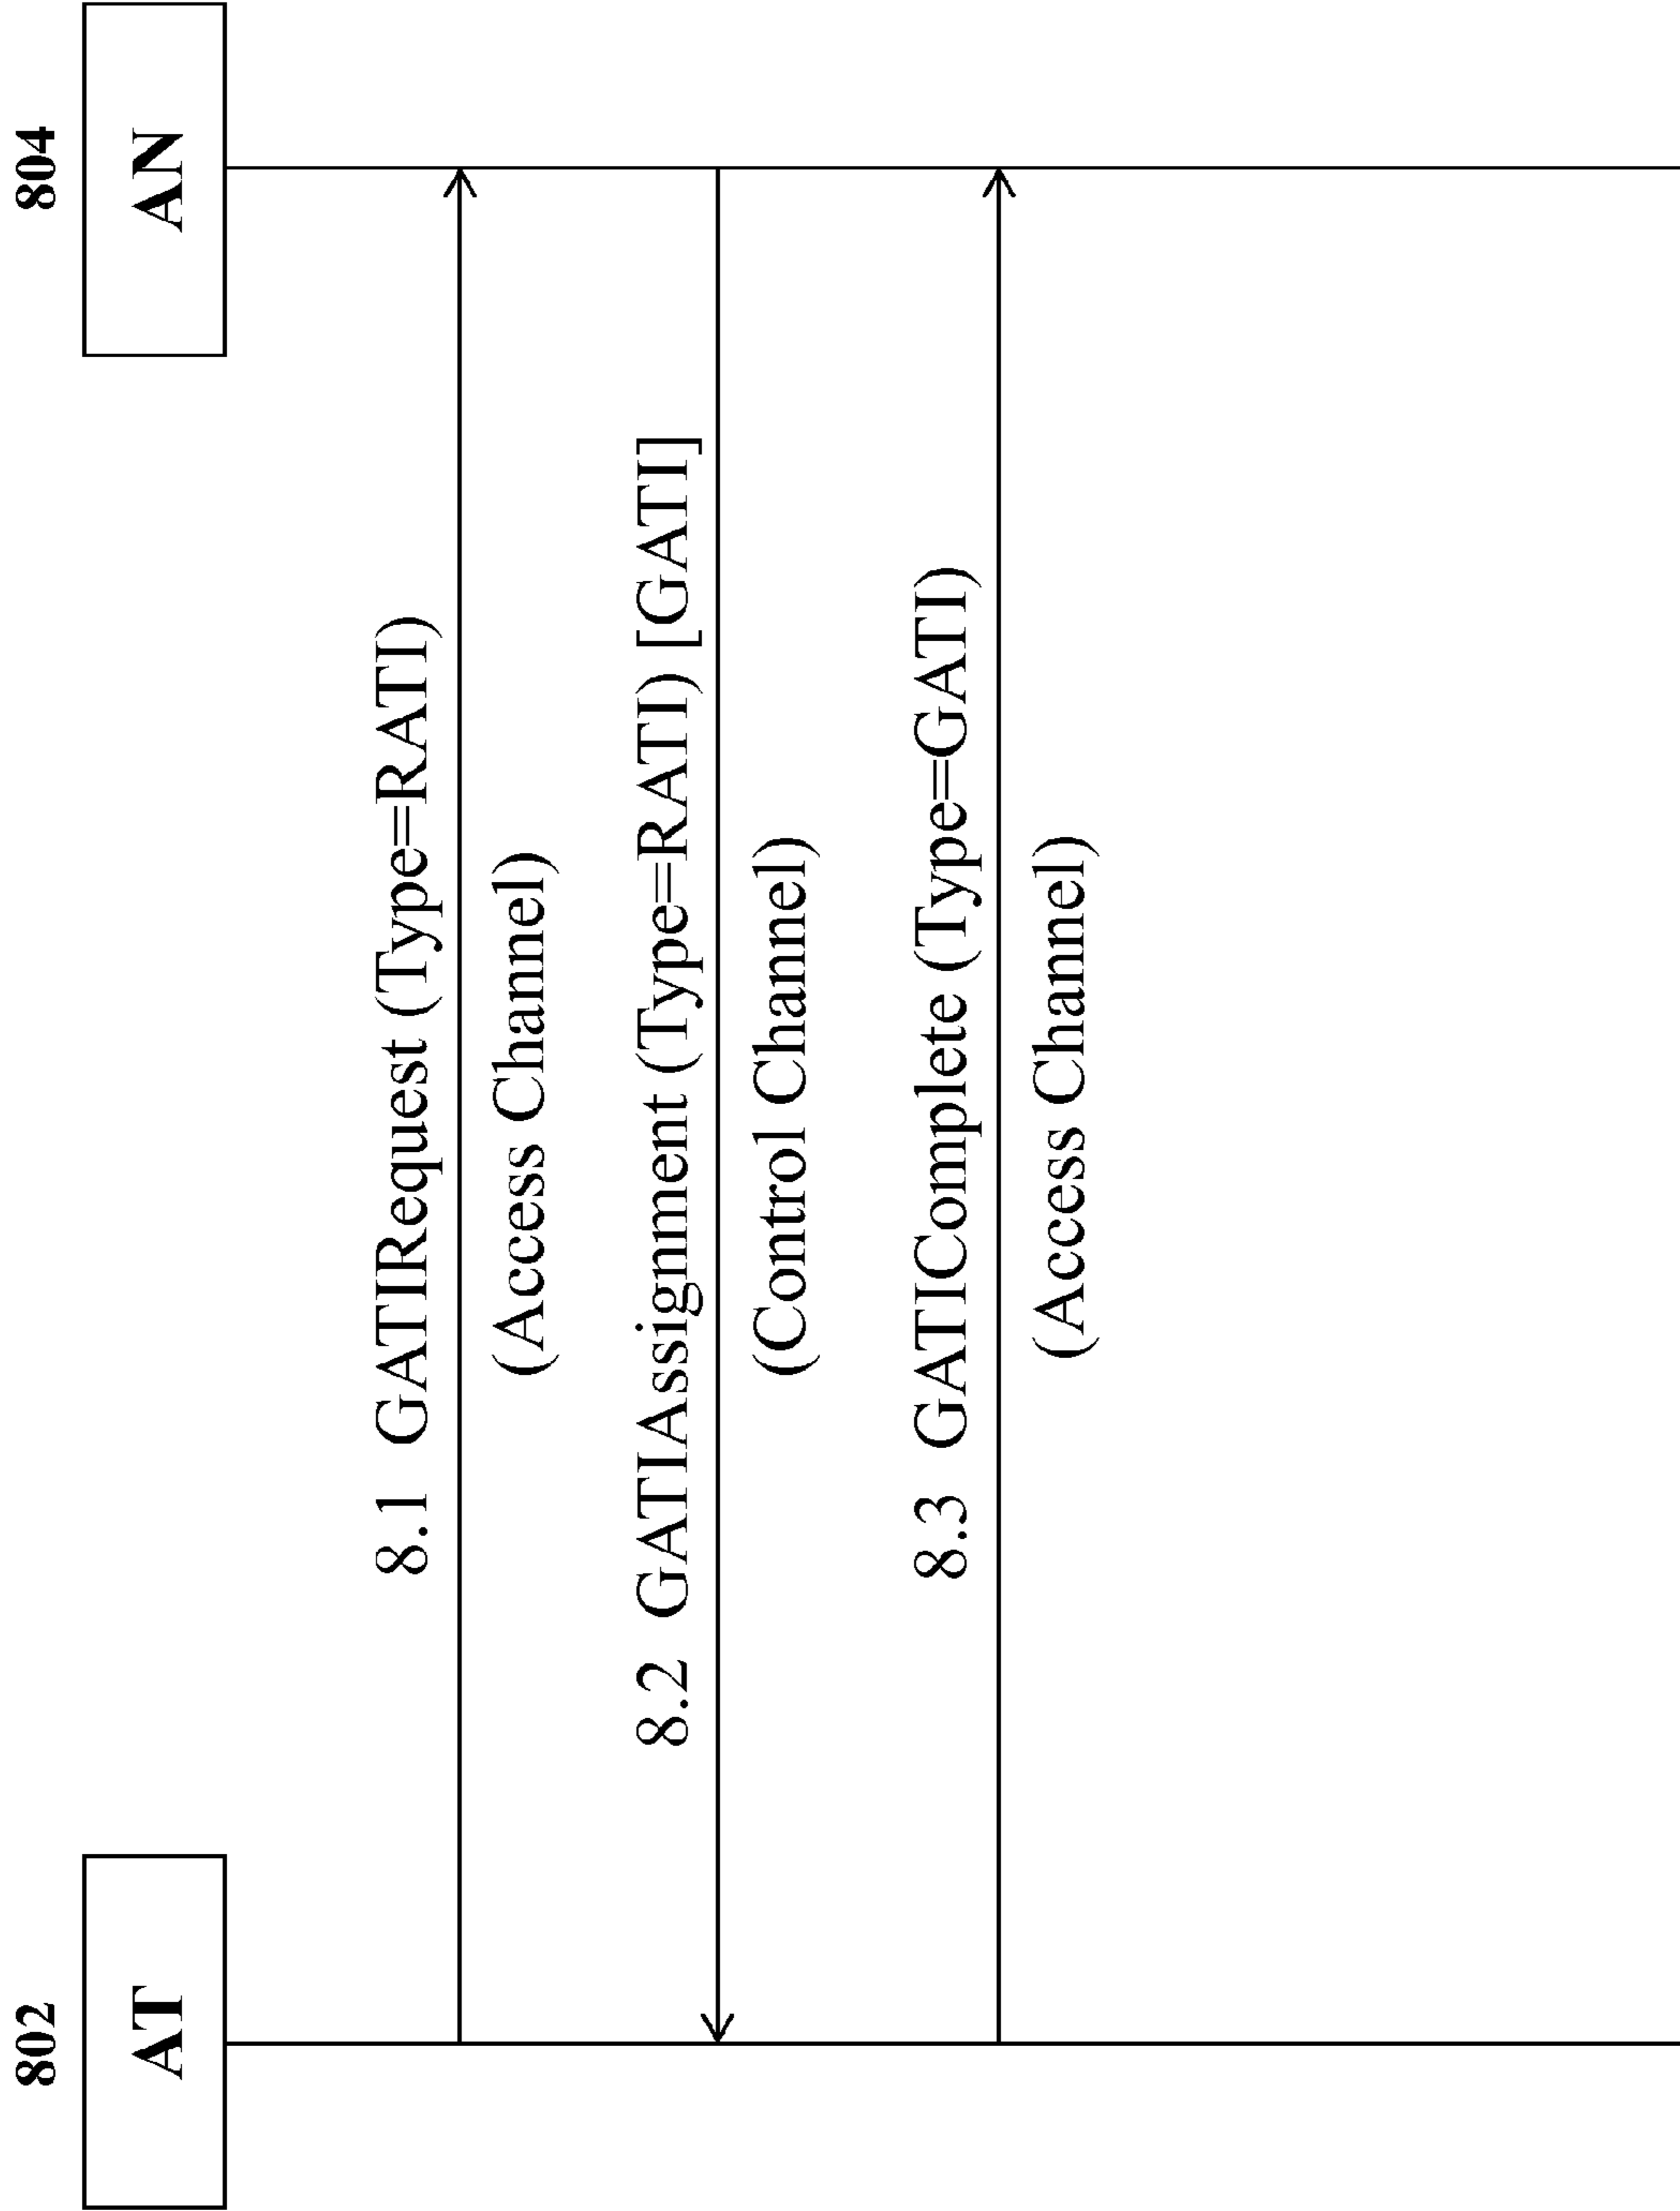 802
804
AT
AN
8.1 GATIRequest (Type=RATI)
(Access Channel)
8.2 GATIAssignment (Type=RATI) [GATI]
(Control Channel)
8.3 GATIComplete (Type=GATI)
(Access Channel)